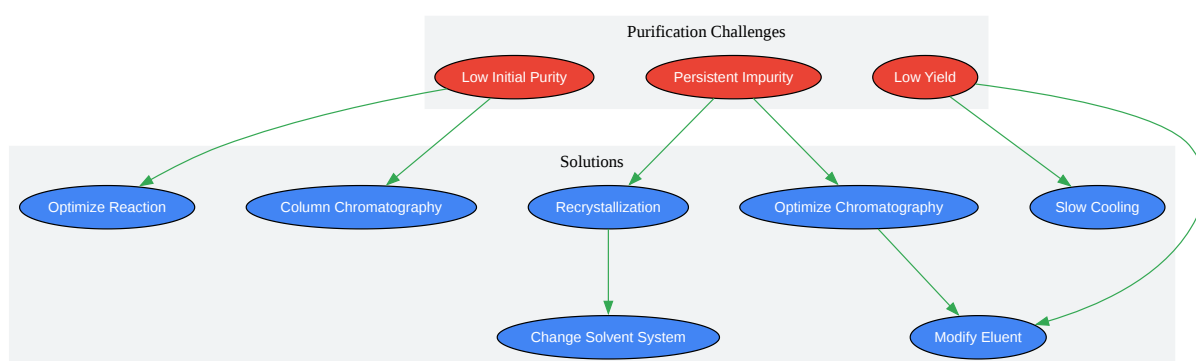 Purification Challenges
Low Initial Purity
Persistent Impurity
Low Yield
Solutions
Optimize Reaction
Column Chromatography
Recrystallization
Optimize Chromatography
Slow Cooling
Change Solvent System
Modify Eluent